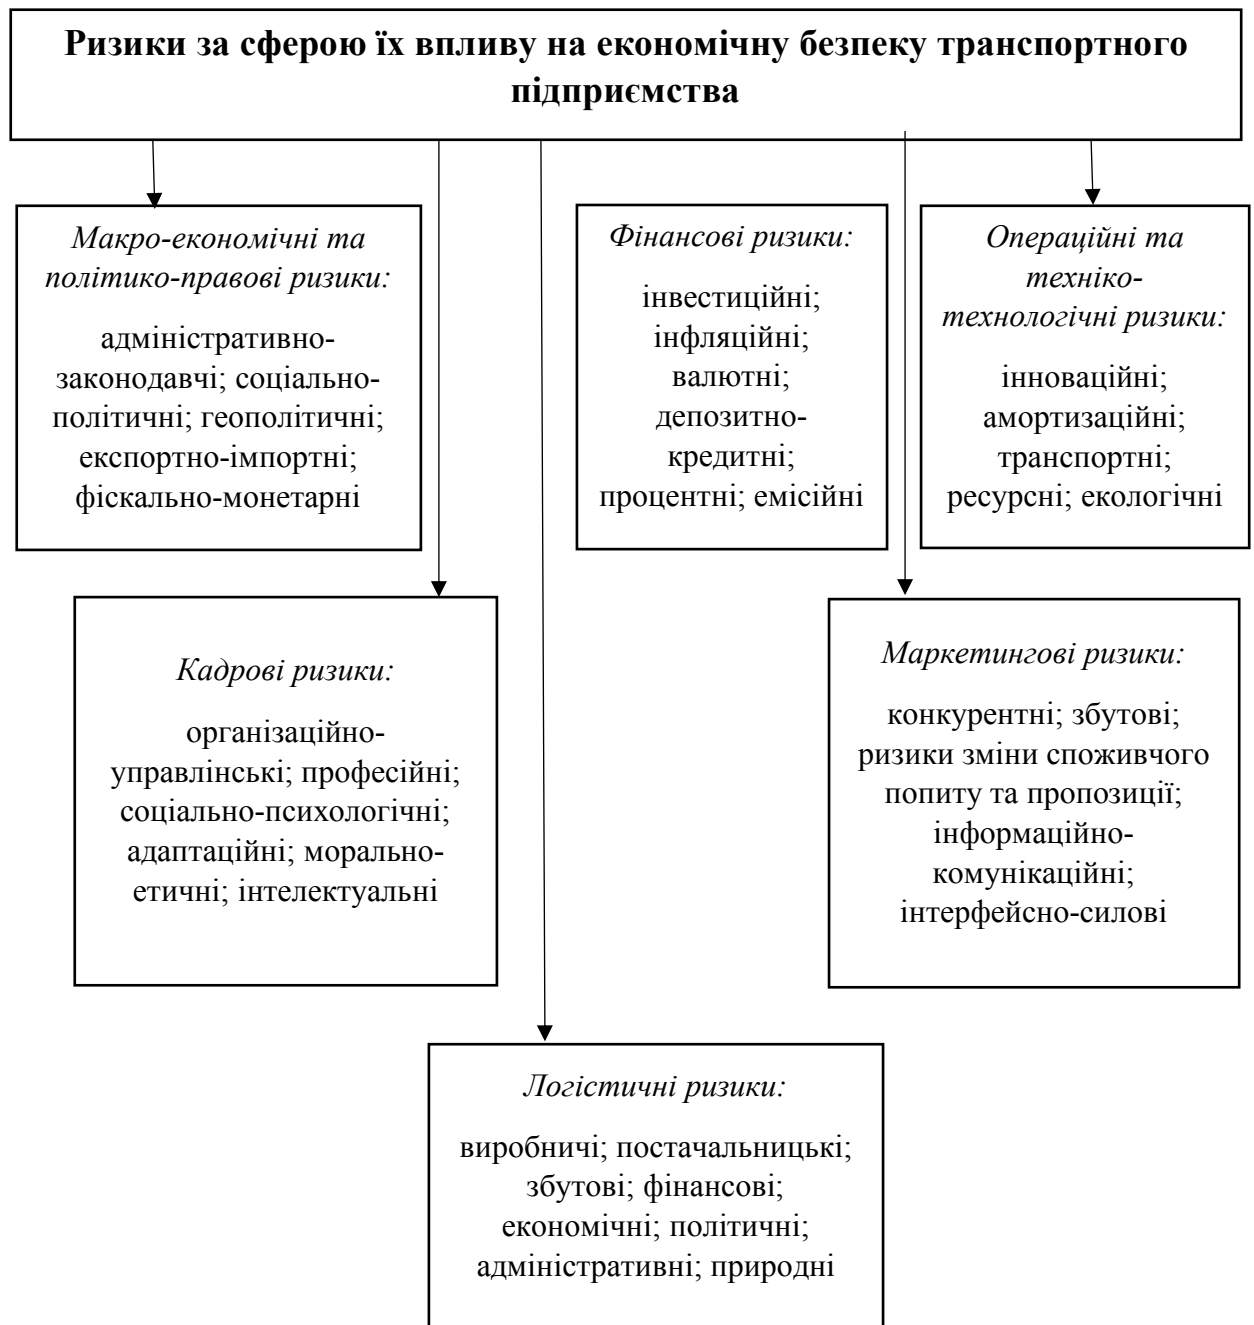 Ризики за сферою їх впливу на економічну безпеку транспортного
підприємства
Макро-економічні та
політико-правові ризики:
адміністративно-
законодавчі; соціально-
політичні; геополітичні;
експортно-імпортні;
фіскально-монетарні
Фінансові ризики:
інвестиційні;
інфляційні;
валютні;
депозитно-
кредитні;
процентні; емісійні
Операційні та
техніко-
технологічні ризики:
інноваційні;
амортизаційні;
транспортні;
ресурсні; екологічні
Кадрові ризики:
організаційно-
управлінські; професійні;
соціально-психологічні;
адаптаційні; морально-
етичні; інтелектуальні
Маркетингові ризики:
конкурентні; збутові;
ризики зміни споживчого
попиту та пропозиції;
інформаційно-
комунікаційні;
інтерфейсно-силові
Логістичні ризики:
виробничі; постачальницькі;
збутові; фінансові;
економічні; політичні;
адміністративні; природні